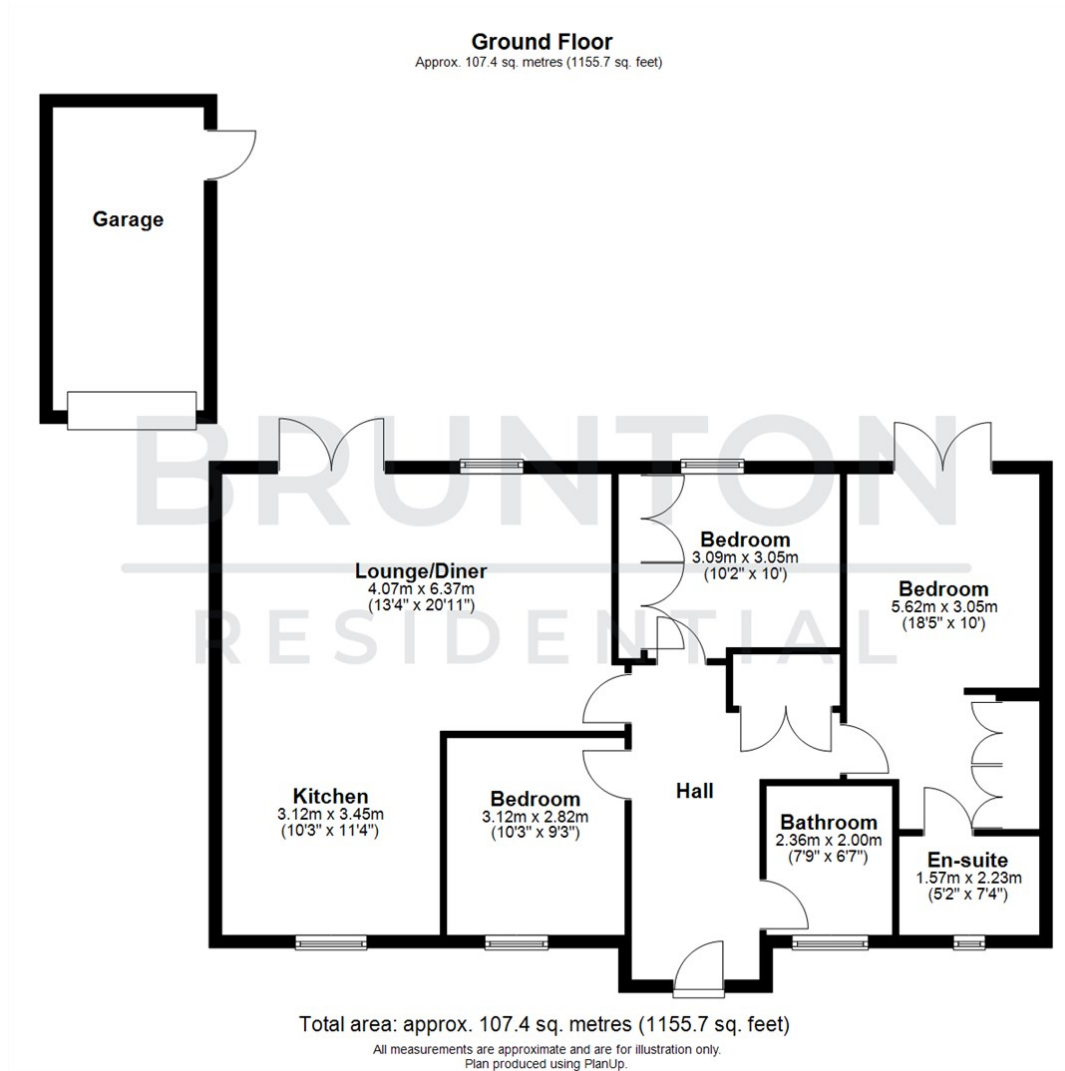 Ground Floor
Approx. 107.4 sq. metres (1155.7 sq. feet)
Garage
BRUNTON
RESIDENTIAL
Lounge/Diner
4.07m x 6.37m
(13'4" x 20'11")
Bedroom
3.09m x 3.05m
(10'2" x 10')
Bedroom
5.62m x 3.05m
(18'5" x 10')
Kitchen
3.12m x 3.45m
(10'3" x 11'4")
Bedroom
3.12m x 2.82m
(10'3" x 9'3")
Hall
Bathroom
2.36m x 2.00m
(7'9" x 6'7")
En-suite
1.57m x 2.23m
(5'2" x 7'4")
Total area: approx. 107.4 sq. metres (1155.7 sq. feet)
All measurements are approximate and are for illustration only.
Plan produced using PlanUp.